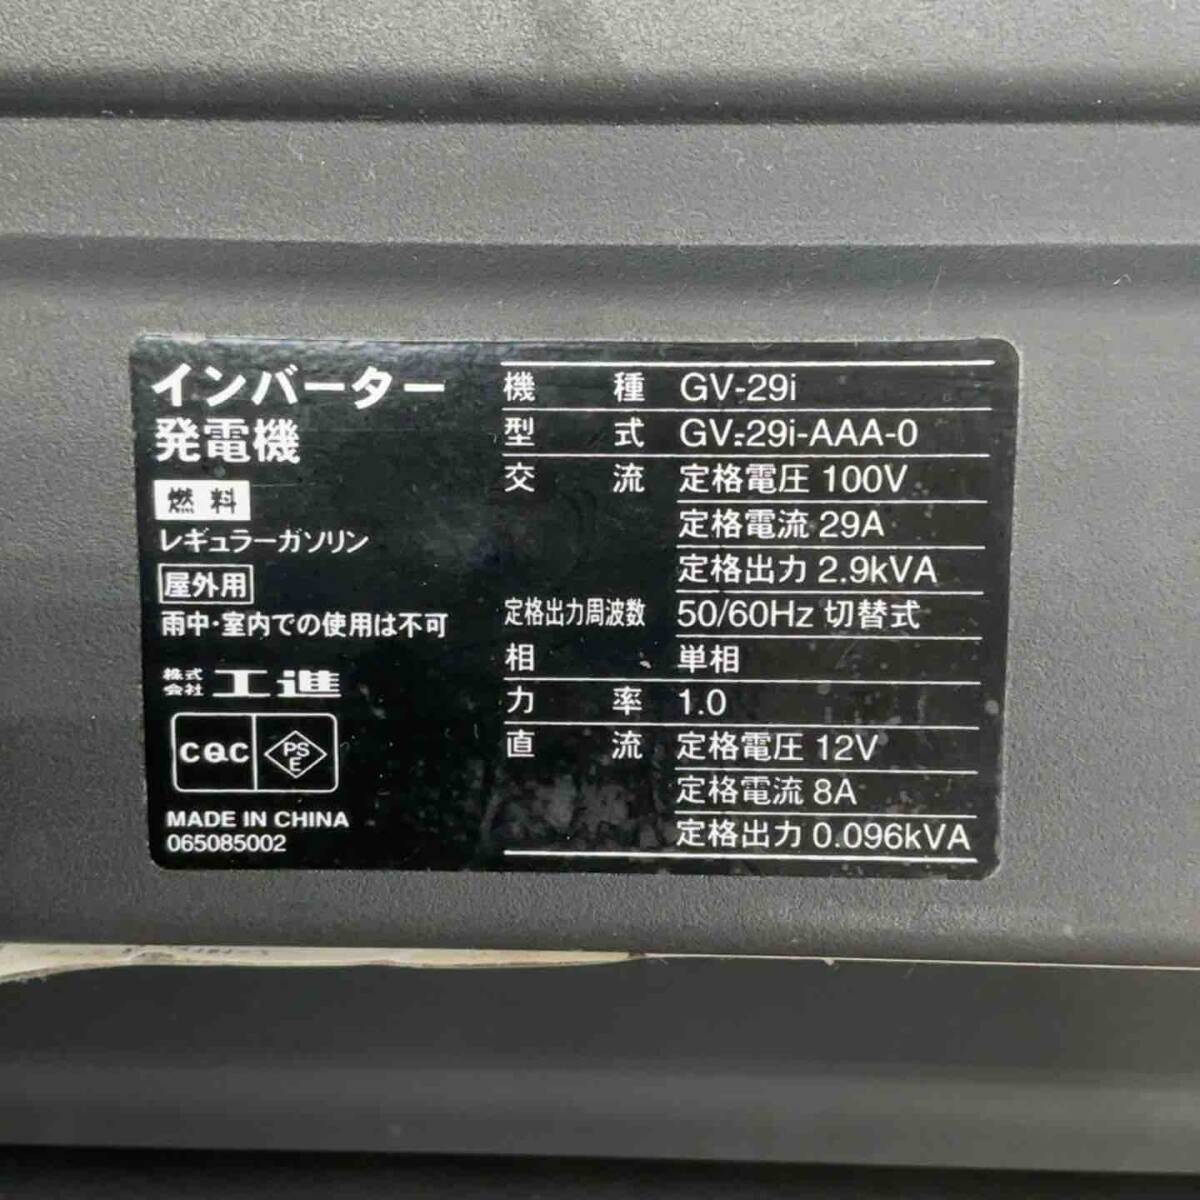 インバーター
発電機
燃料
レギュラーガソリン
屋外用
雨中・室内での使用は不可
株式会社 工進
CQC
PSE
MADE IN CHINA
065085002
機種 GV-29i
型式 GV-29i-AAA-0
交流 定格電圧 100V
定格電流 29A
定格出力 2.9kVA
定格出力周波数 50/60Hz 切替式
相 単相
力率 1.0
直流 定格電圧 12V
定格電流 8A
定格出力 0.096kVA